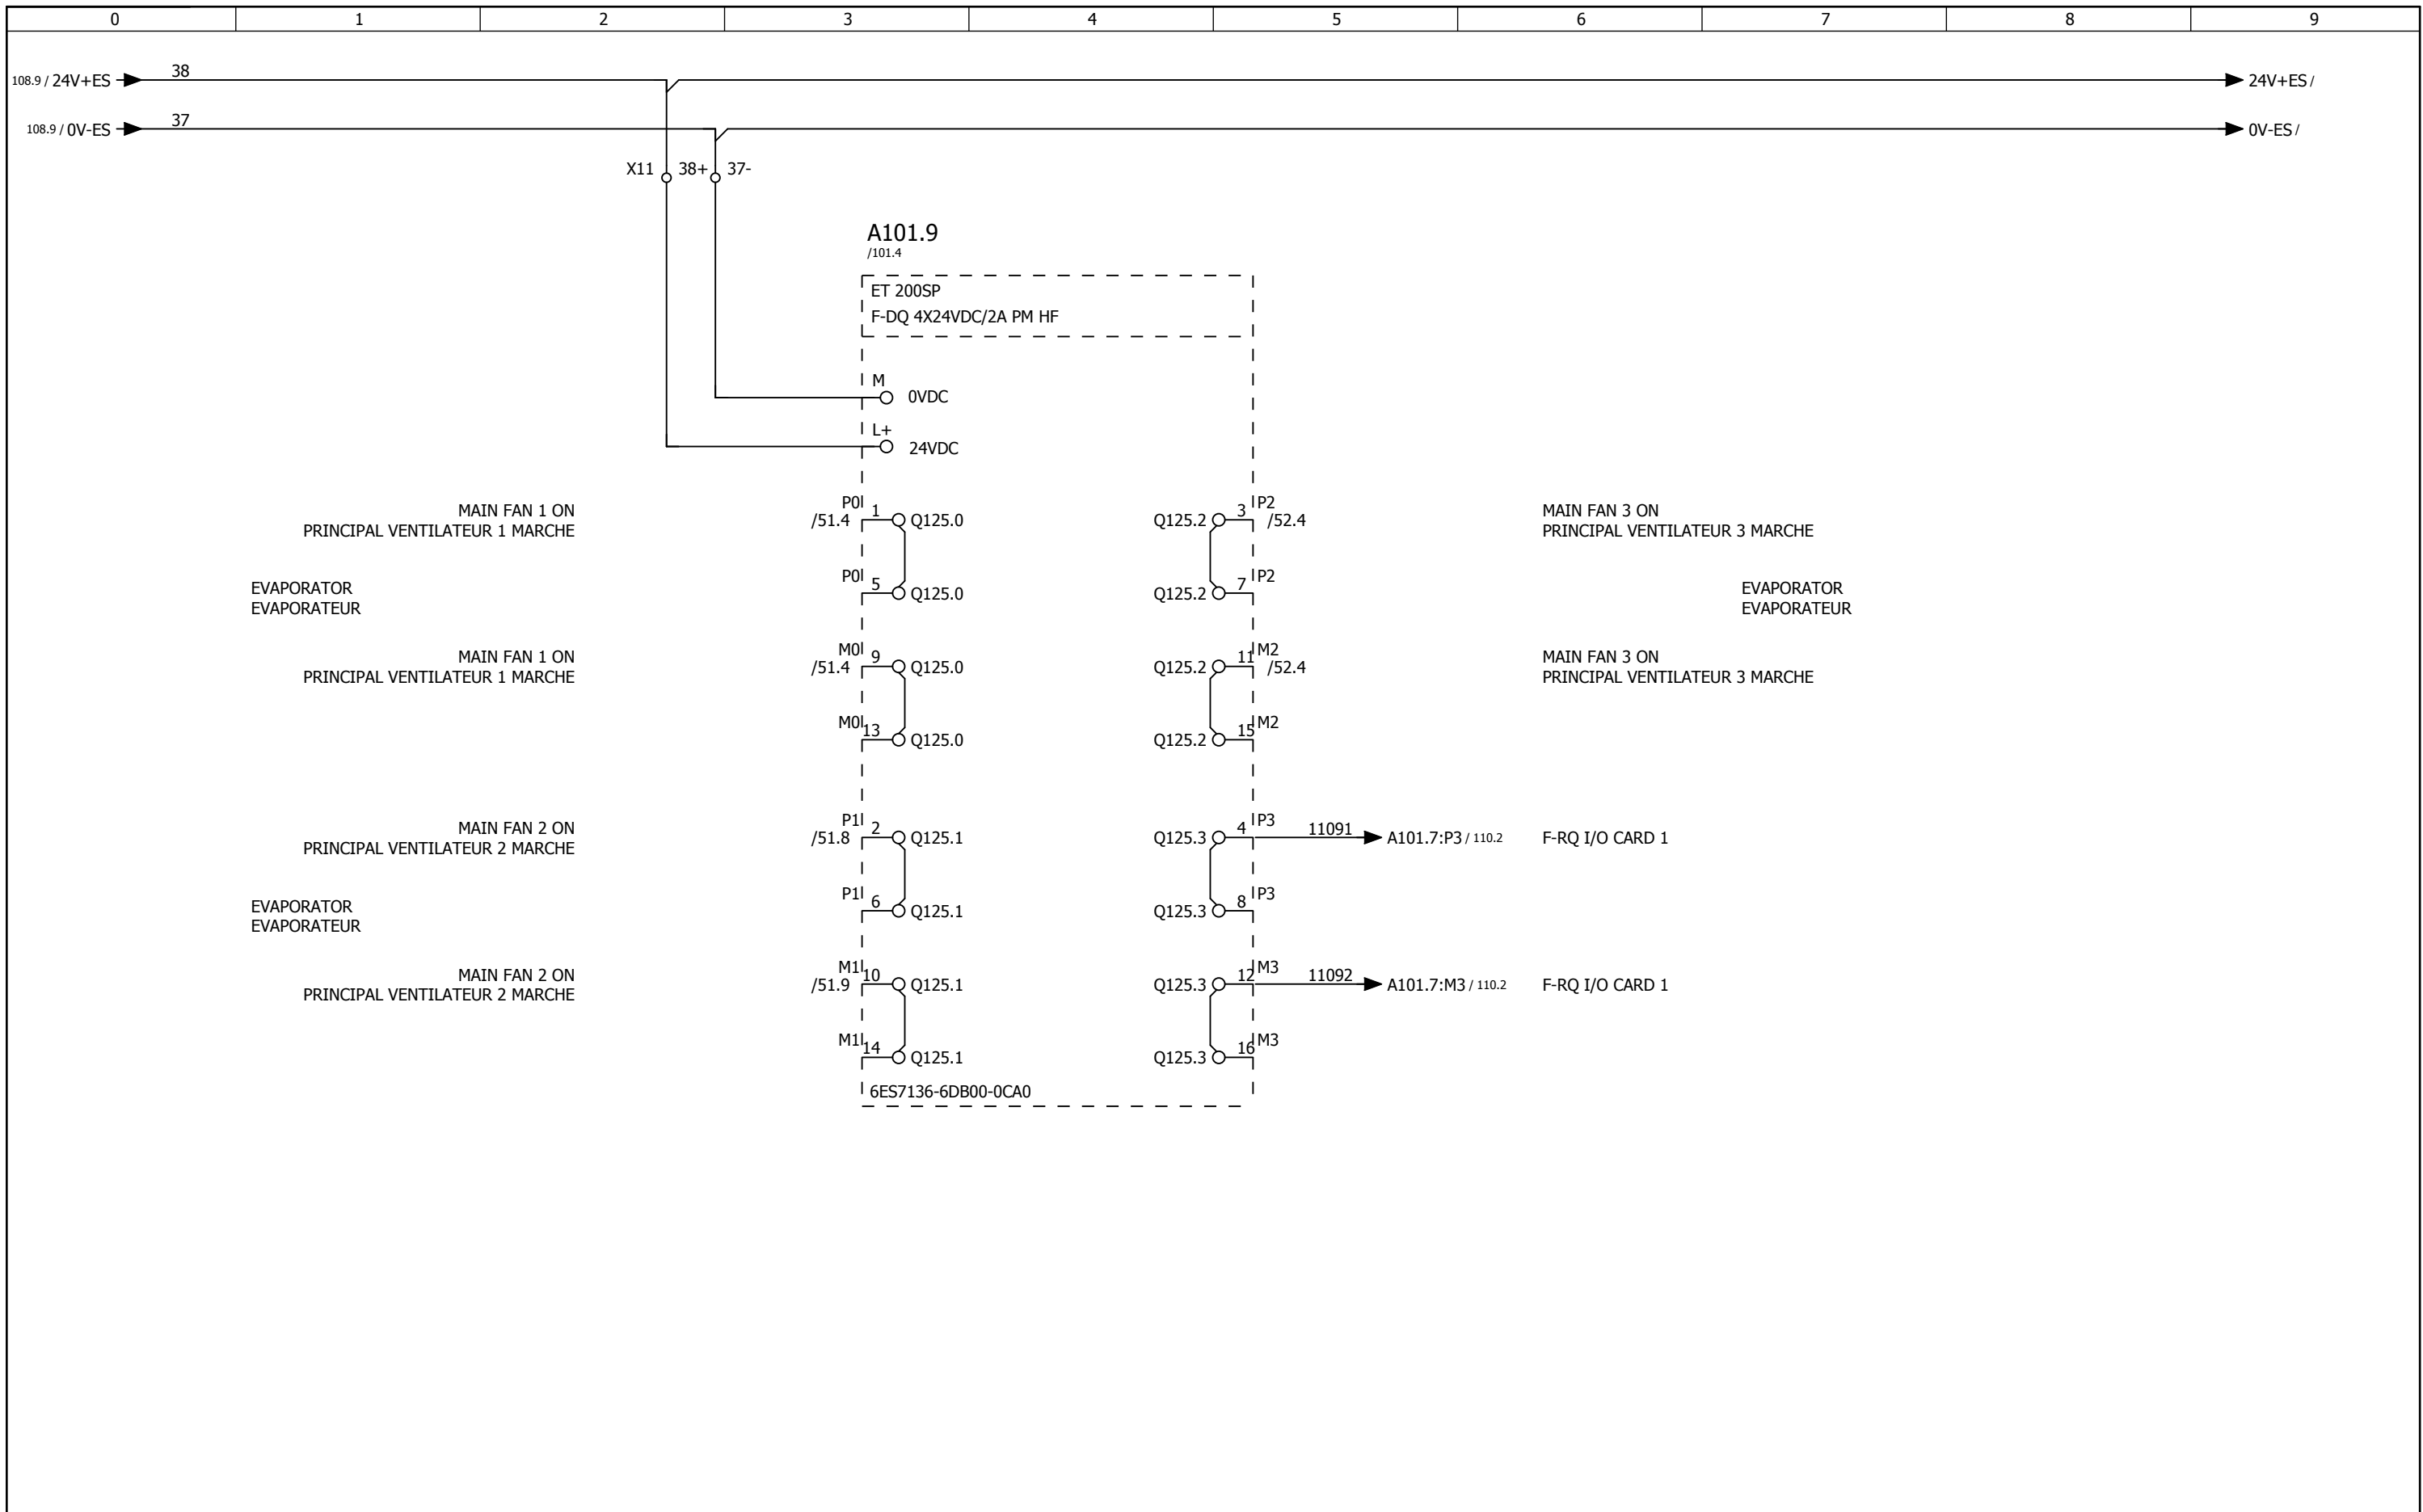 0 1 2 3 4 5 6 7 8 9
108.9 / 24V+ES 38 24V+ES /
108.9 / 0V-ES 37 0V-ES /
X11 38+ 37-
A101.9
/101.4
ET 200SP
F-DQ 4X24VDC/2A PM HF
M
0VDC
L+
24VDC
MAIN FAN 1 ON
PRINCIPAL VENTILATEUR 1 MARCHE
P0
/51.4 1 Q125.0
Q125.2 3 P2
/52.4
MAIN FAN 3 ON
PRINCIPAL VENTILATEUR 3 MARCHE
EVAPORATOR
EVAPORATEUR
P0
5 Q125.0
Q125.2 7 P2
EVAPORATOR
EVAPORATEUR
MAIN FAN 1 ON
PRINCIPAL VENTILATEUR 1 MARCHE
M0
/51.4 9 Q125.0
Q125.2 11 M2
/52.4
MAIN FAN 3 ON
PRINCIPAL VENTILATEUR 3 MARCHE
M0
13 Q125.0
Q125.2 15 M2
MAIN FAN 2 ON
PRINCIPAL VENTILATEUR 2 MARCHE
P1
/51.8 2 Q125.1
Q125.3 4 P3
11091 A101.7:P3 / 110.2 F-RQ I/O CARD 1
EVAPORATOR
EVAPORATEUR
P1
6 Q125.1
Q125.3 8 P3
MAIN FAN 2 ON
PRINCIPAL VENTILATEUR 2 MARCHE
M1
/51.9 10 Q125.1
Q125.3 12 M3
11092 A101.7:M3 / 110.2 F-RQ I/O CARD 1
M1
14 Q125.1
Q125.3 16 M3
6ES7136-6DB00-0CA0